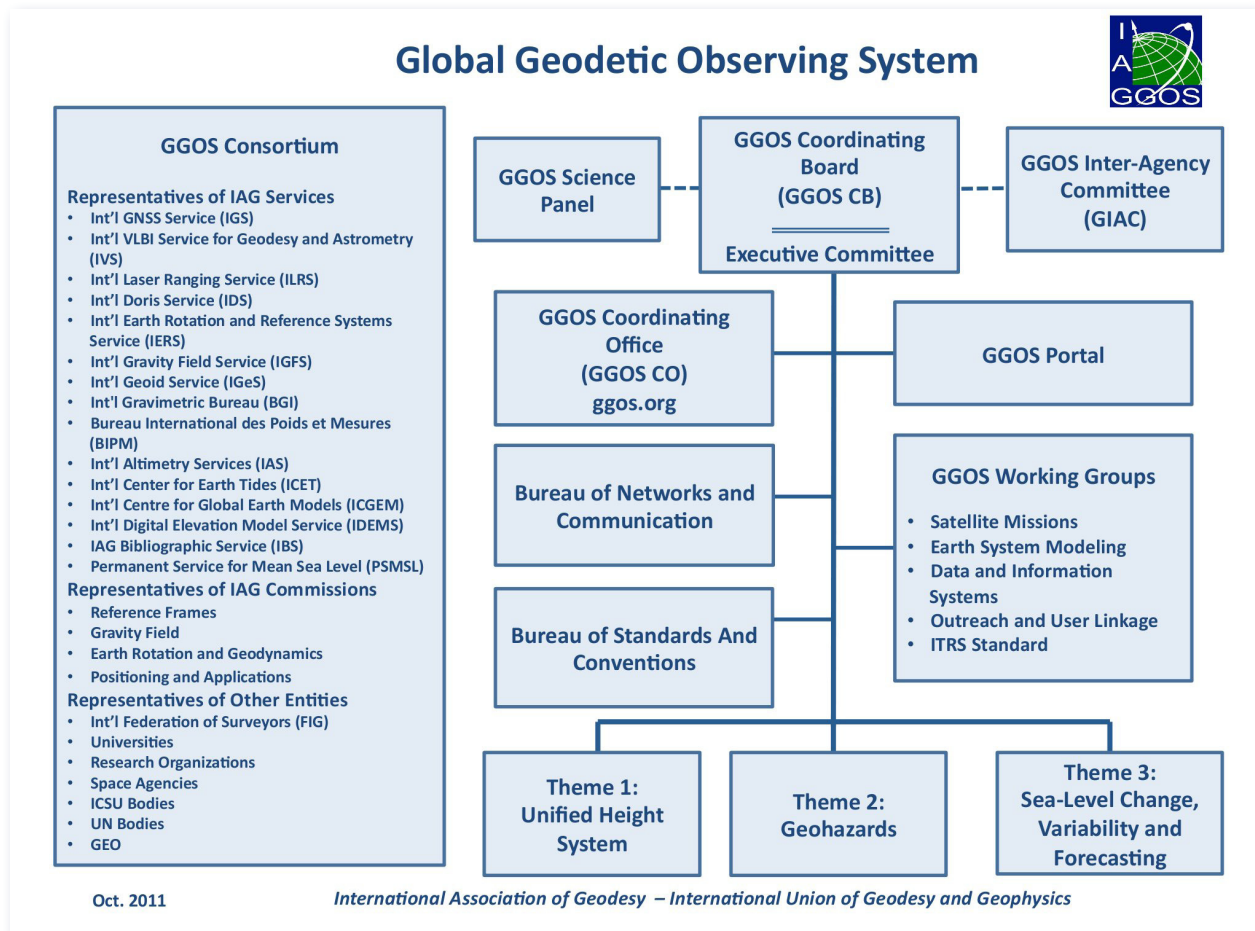 Global Geodetic Observing System
I
A
GGOS
GGOS Consortium
Representatives of IAG Services
• Int’l GNSS Service (IGS)
• Int’l VLBI Service for Geodesy and Astrometry
(IVS)
• Int’l Laser Ranging Service (ILRS)
• Int’l Doris Service (IDS)
• Int’l Earth Rotation and Reference Systems
Service (IERS)
• Int’l Gravity Field Service (IGFS)
• Int’l Geoid Service (IGeS)
• Int'l Gravimetric Bureau (BGI)
• Bureau International des Poids et Mesures
(BIPM)
• Int’l Altimetry Services (IAS)
• Int’l Center for Earth Tides (ICET)
• Int’l Centre for Global Earth Models (ICGEM)
• Int’l Digital Elevation Model Service (IDEMS)
• IAG Bibliographic Service (IBS)
• Permanent Service for Mean Sea Level (PSMSL)
Representatives of IAG Commissions
• Reference Frames
• Gravity Field
• Earth Rotation and Geodynamics
• Positioning and Applications
Representatives of Other Entities
• Int’l Federation of Surveyors (FIG)
• Universities
• Research Organizations
• Space Agencies
• ICSU Bodies
• UN Bodies
• GEO
GGOS Science
Panel
GGOS Coordinating
Board
(GGOS CB)
Executive Committee
GGOS Inter-Agency
Committee
(GIAC)
GGOS Coordinating
Office
(GGOS CO)
ggos.org
GGOS Portal
Bureau of Networks and
Communication
GGOS Working Groups
• Satellite Missions
• Earth System Modeling
• Data and Information
Systems
• Outreach and User Linkage
• ITRS Standard
Bureau of Standards And
Conventions
Theme 1:
Unified Height
System
Theme 2:
Geohazards
Theme 3:
Sea-Level Change,
Variability and
Forecasting
Oct. 2011
International Association of Geodesy – International Union of Geodesy and Geophysics